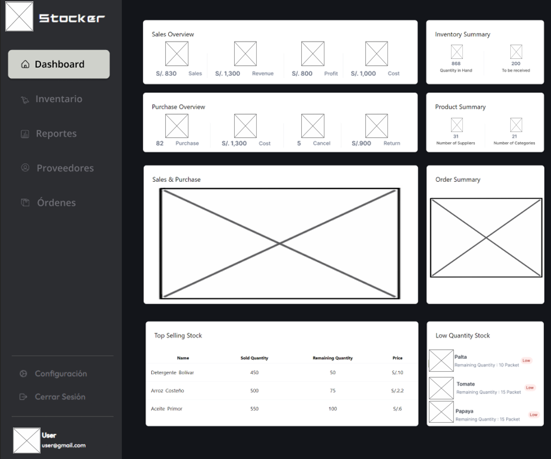 Stocker
Dashboard
Inventario
Reportes
Proveedores
Órdenes
Configuración
Cerrar Sesión
User
user@gmail.com
Sales Overview
S/. 830 Sales S/. 1,300 Revenue S/. 800 Profit S/. 1,000 Cost
Inventory Summary
868 200
Quantity in Hand To be received
Purchase Overview
82 Purchase S/. 1,300 Cost 5 Cancel S/.900 Return
Product Summary
31 21
Number of Suppliers Number of Categories
Sales & Purchase
Order Summary
Top Selling Stock
Name Sold Quantity Remaining Quantity Price
Detergente Bolivar 450 50 S/.10
Arroz Costeño 500 75 S/.2.2
Aceite Primor 550 100 S/.6
Low Quantity Stock
Palta
Remaining Quantity : 10 Packet
Low
Tomate
Remaining Quantity : 15 Packet
Low
Papaya
Remaining Quantity : 15 Packet
Low